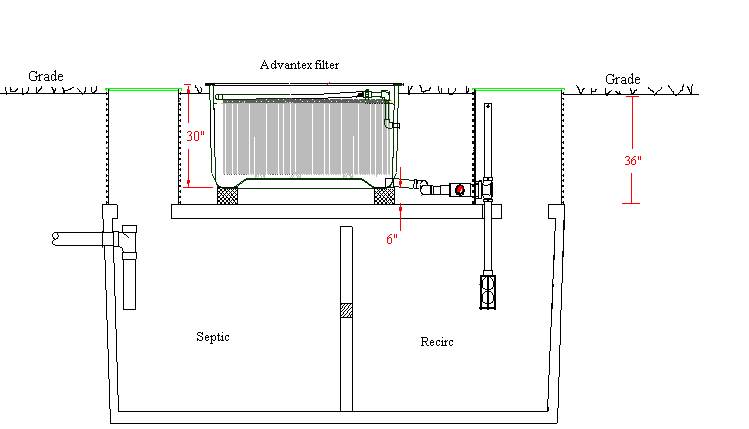 Advantex filter
Grade
Grade
30"
36"
6"
Septic
Recirc